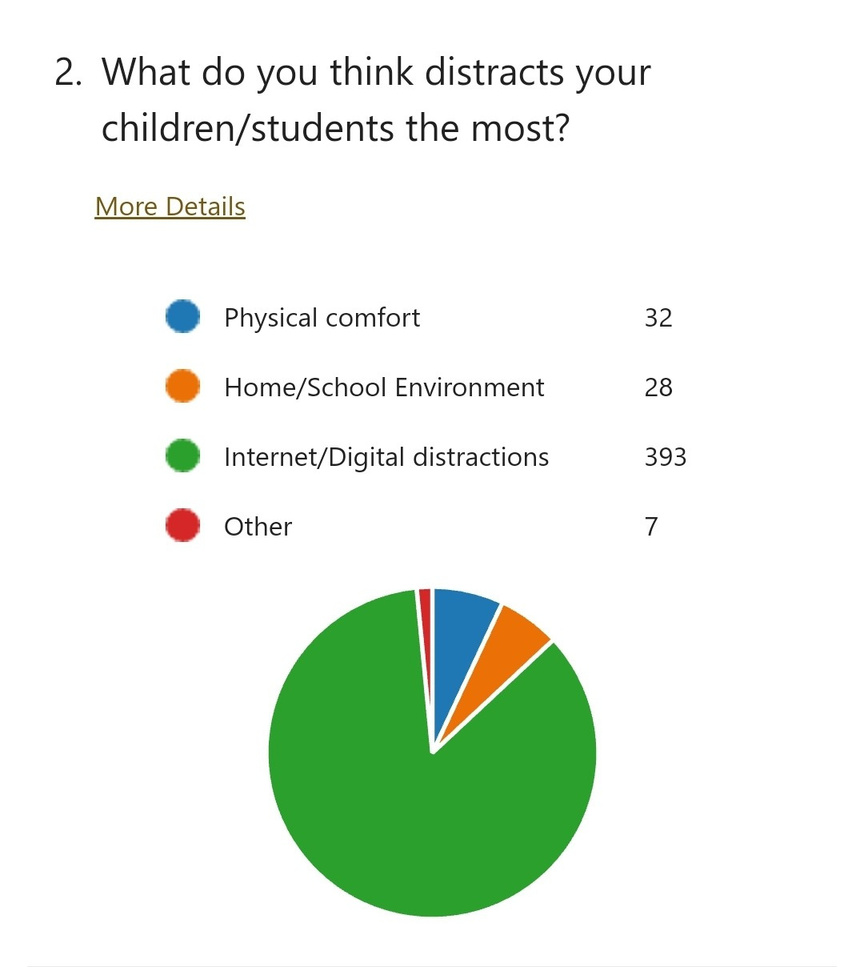 2. What do you think distracts your
children/students the most?
More Details
Physical comfort 32
Home/School Environment 28
Internet/Digital distractions 393
Other 7